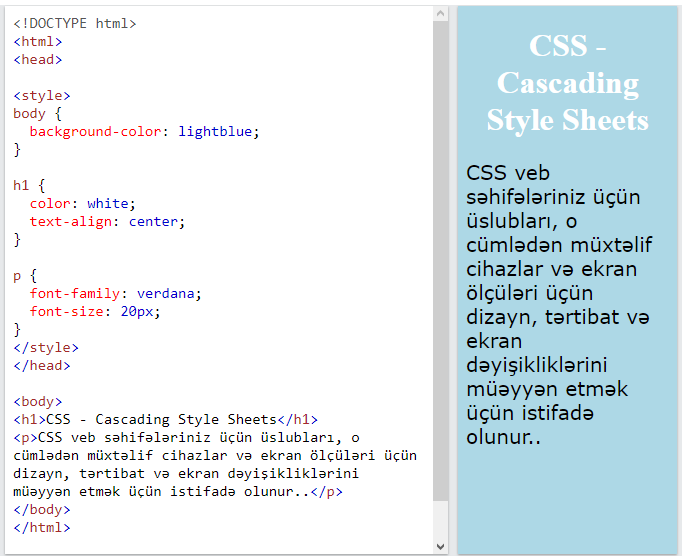 <!DOCTYPE html>
<html>
<head>
<style>
body {
  background-color: lightblue;
}
h1 {
  color: white;
  text-align: center;
}
p {
  font-family: verdana;
  font-size: 20px;
}
</style>
</head>
<body>
<h1>CSS - Cascading Style Sheets</h1>
<p>CSS veb səhifələriniz üçün üslubları, o
cümlədən müxtəlif cihazlar və ekran ölçüləri üçün
dizayn, tərtibat və ekran dəyişikliklərini
müəyyən etmək üçün istifadə olunur..</p>
</body>
</html>
CSS -
Cascading
Style Sheets
CSS veb
səhifələriniz üçün
üslubları, o
cümlədən müxtəlif
cihazlar və ekran
ölçüləri üçün
dizayn, tərtibat və
ekran
dəyişikliklərini
müəyyən etmək
üçün istifadə
olunur..